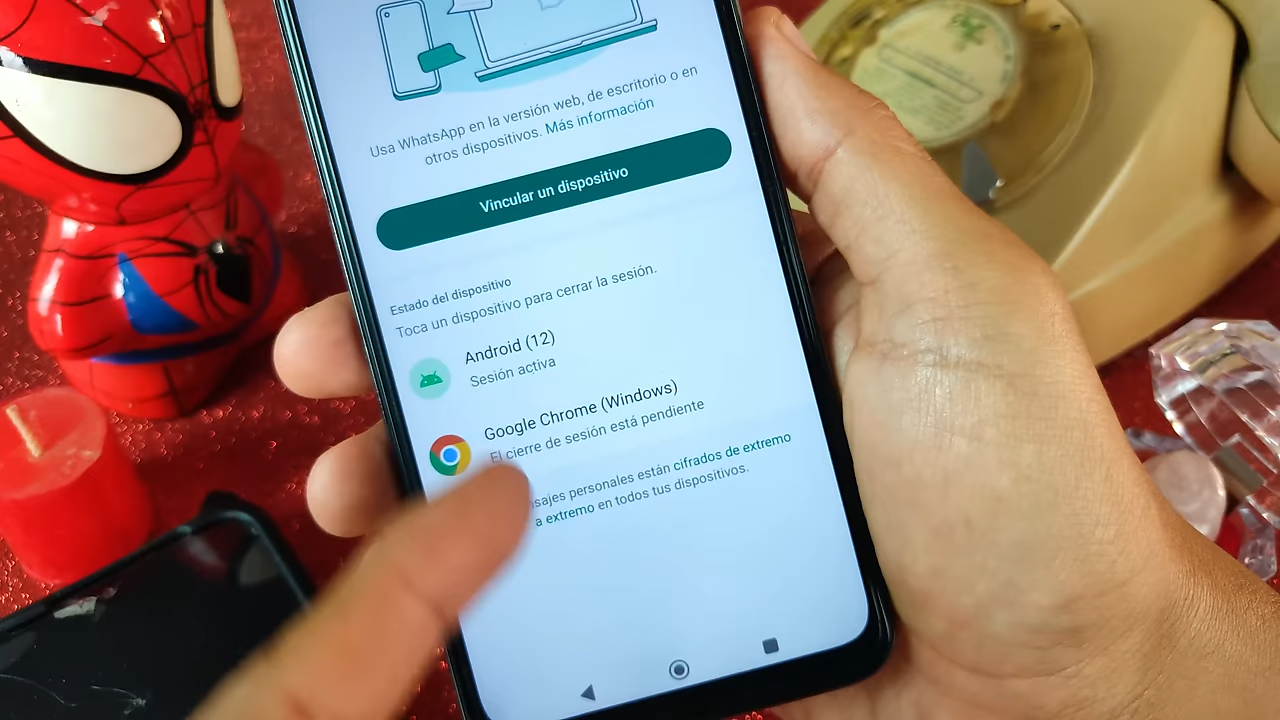 Usa WhatsApp en la versión web, de escritorio o en
otros dispositivos. Más información
Vincular un dispositivo
Estado del dispositivo
Toca un dispositivo para cerrar la sesión.
Android (12)
Sesión activa
Google Chrome (Windows)
El cierre de sesión está pendiente
sajes personales están cifrados de extremo
a extremo en todos tus dispositivos.